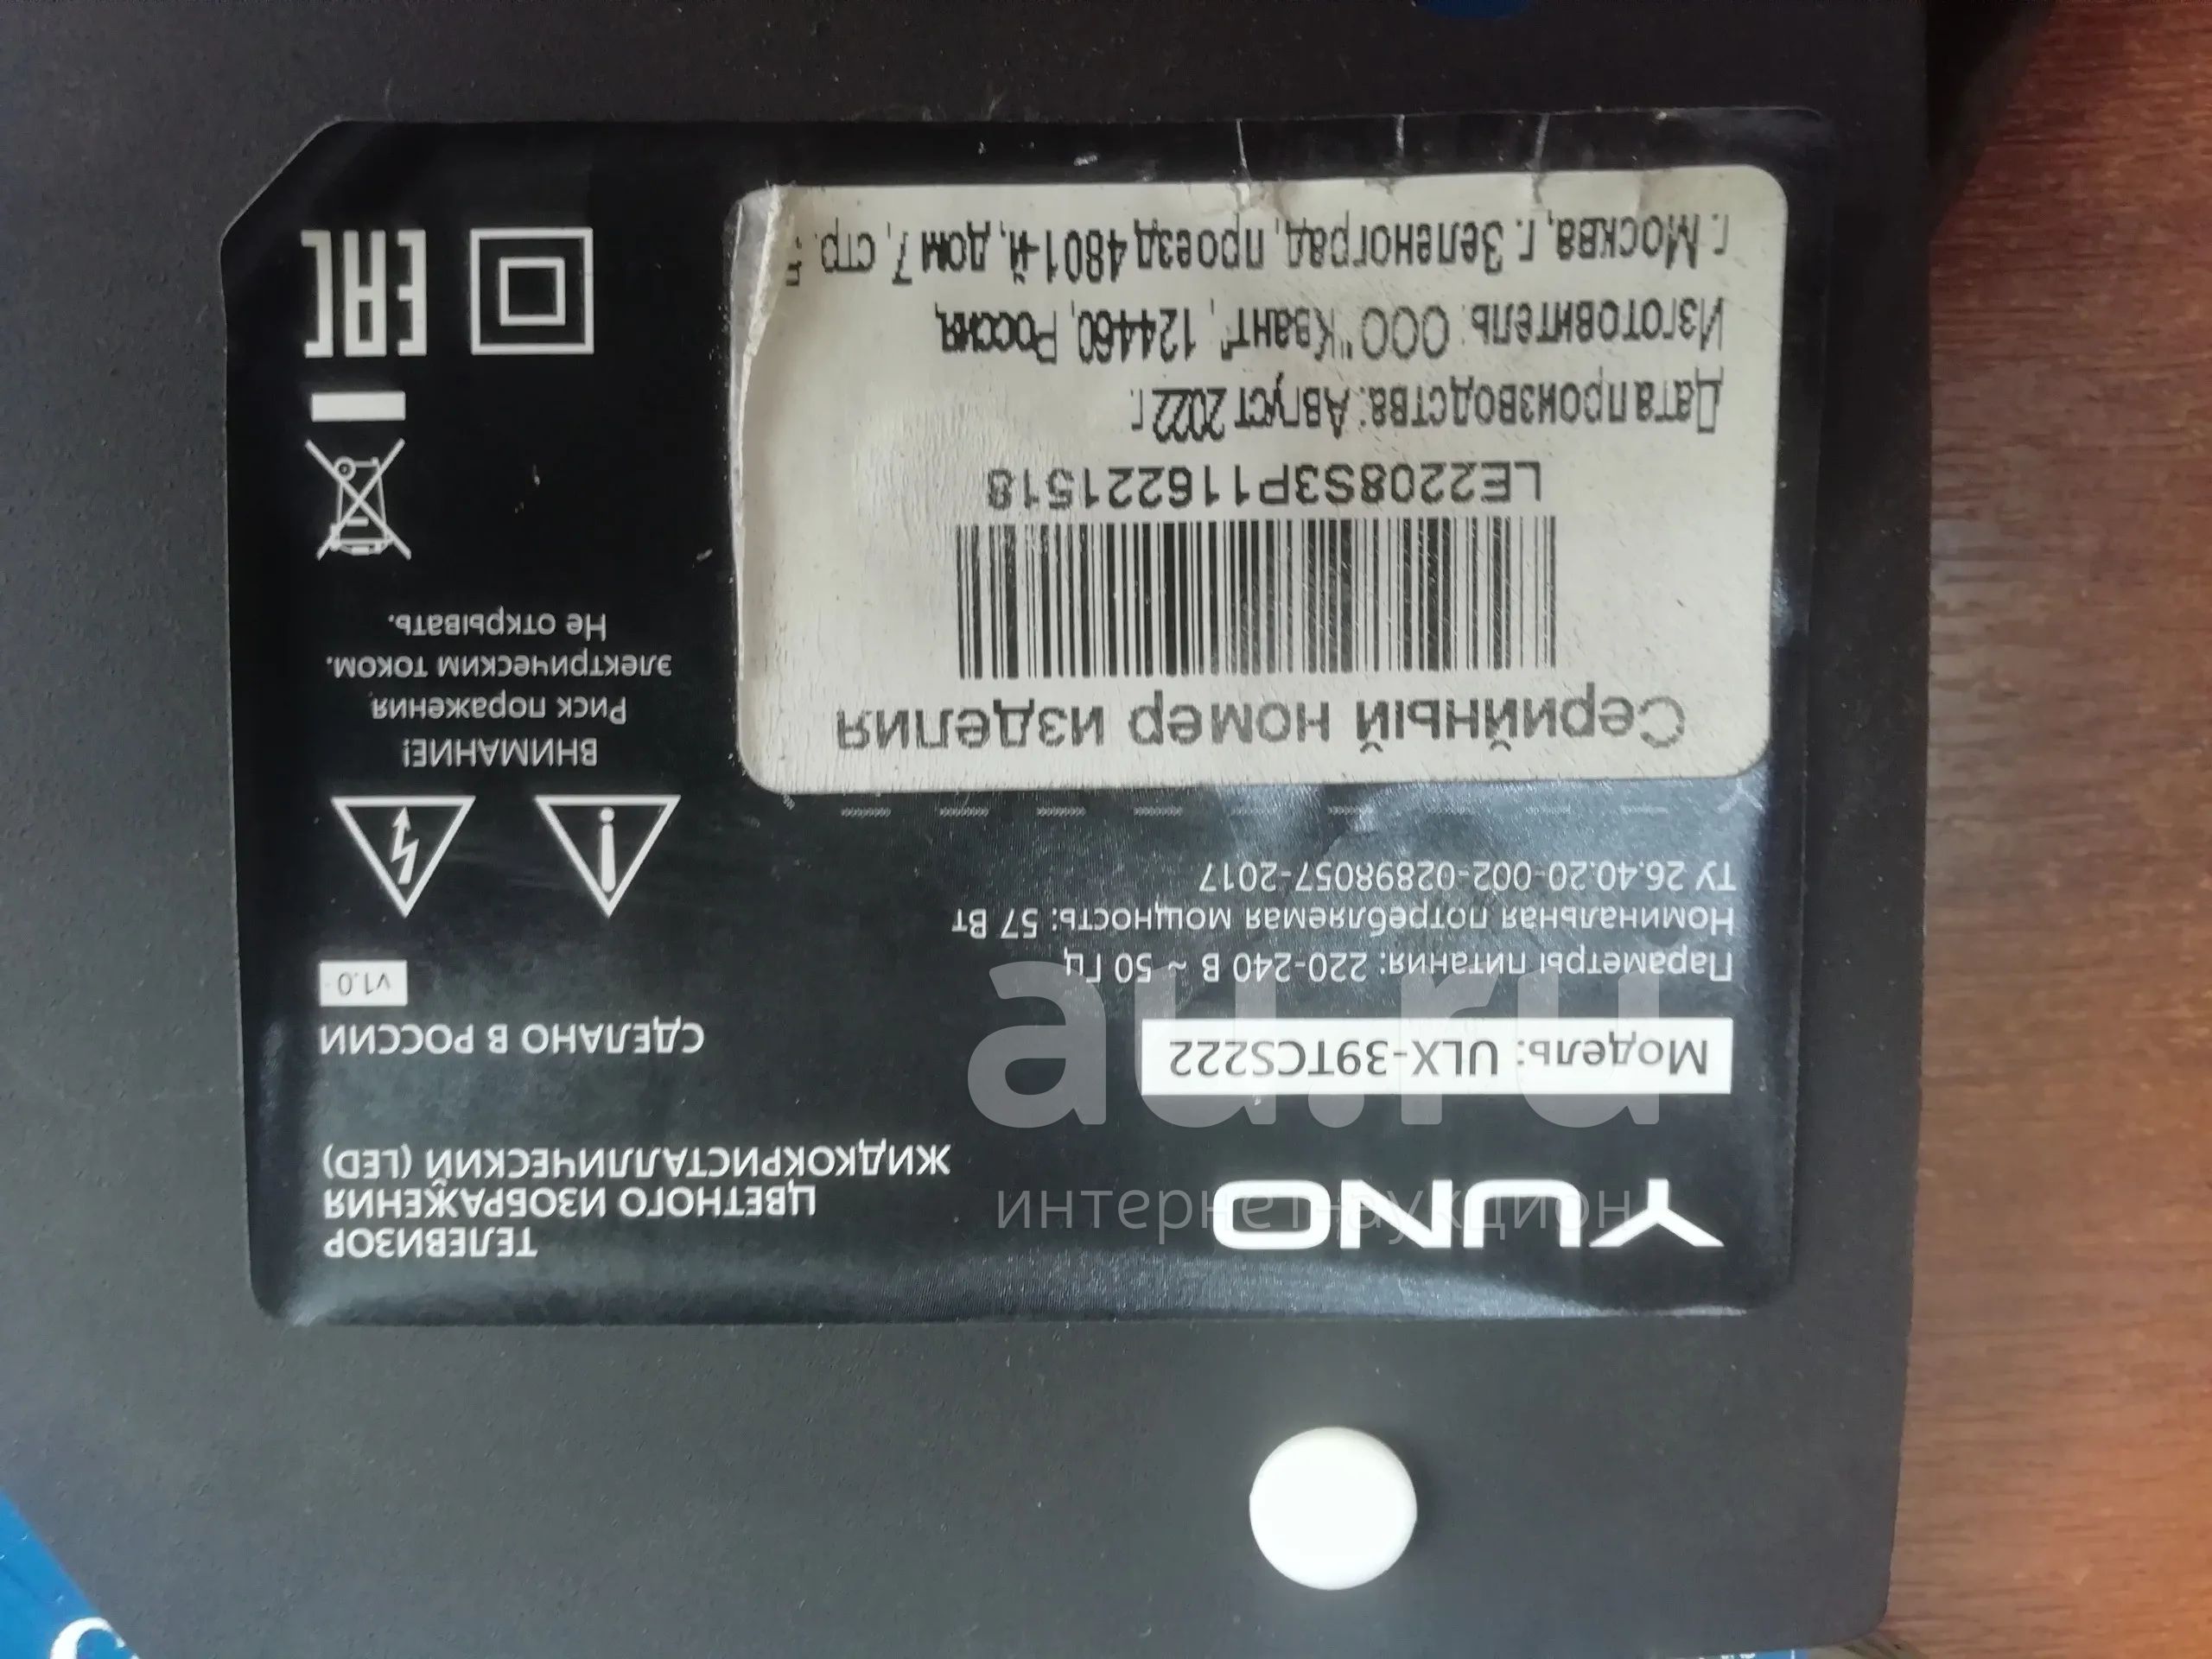 YUNO
ТЕЛЕВИЗОР
ЦВЕТНОГО ИЗОБРАЖЕНИЯ
ЖИДКОКРИСТАЛЛИЧЕСКИЙ (LED)
Модель: ULX-39TCS222
СДЕЛАНО В РОССИИ
v1.0
Параметры питания: 220-240 В ~ 50 Гц
Номинальная потребляемая мощность: 57 Вт
ТУ 26.40.20-002-02898057-2017
ВНИМАНИЕ!
Риск поражения
электрическим током.
Не открывать.
Серийный номер изделия
LE2208S3P116221518
Дата производства: Август 2022 г.
Изготовитель: ООО "Квант", 124460, Россия,
г. Москва, г. Зеленоград, проезд 4801-й, дом 7, стр. 5
EAC
au.ru
интернет-аукцион